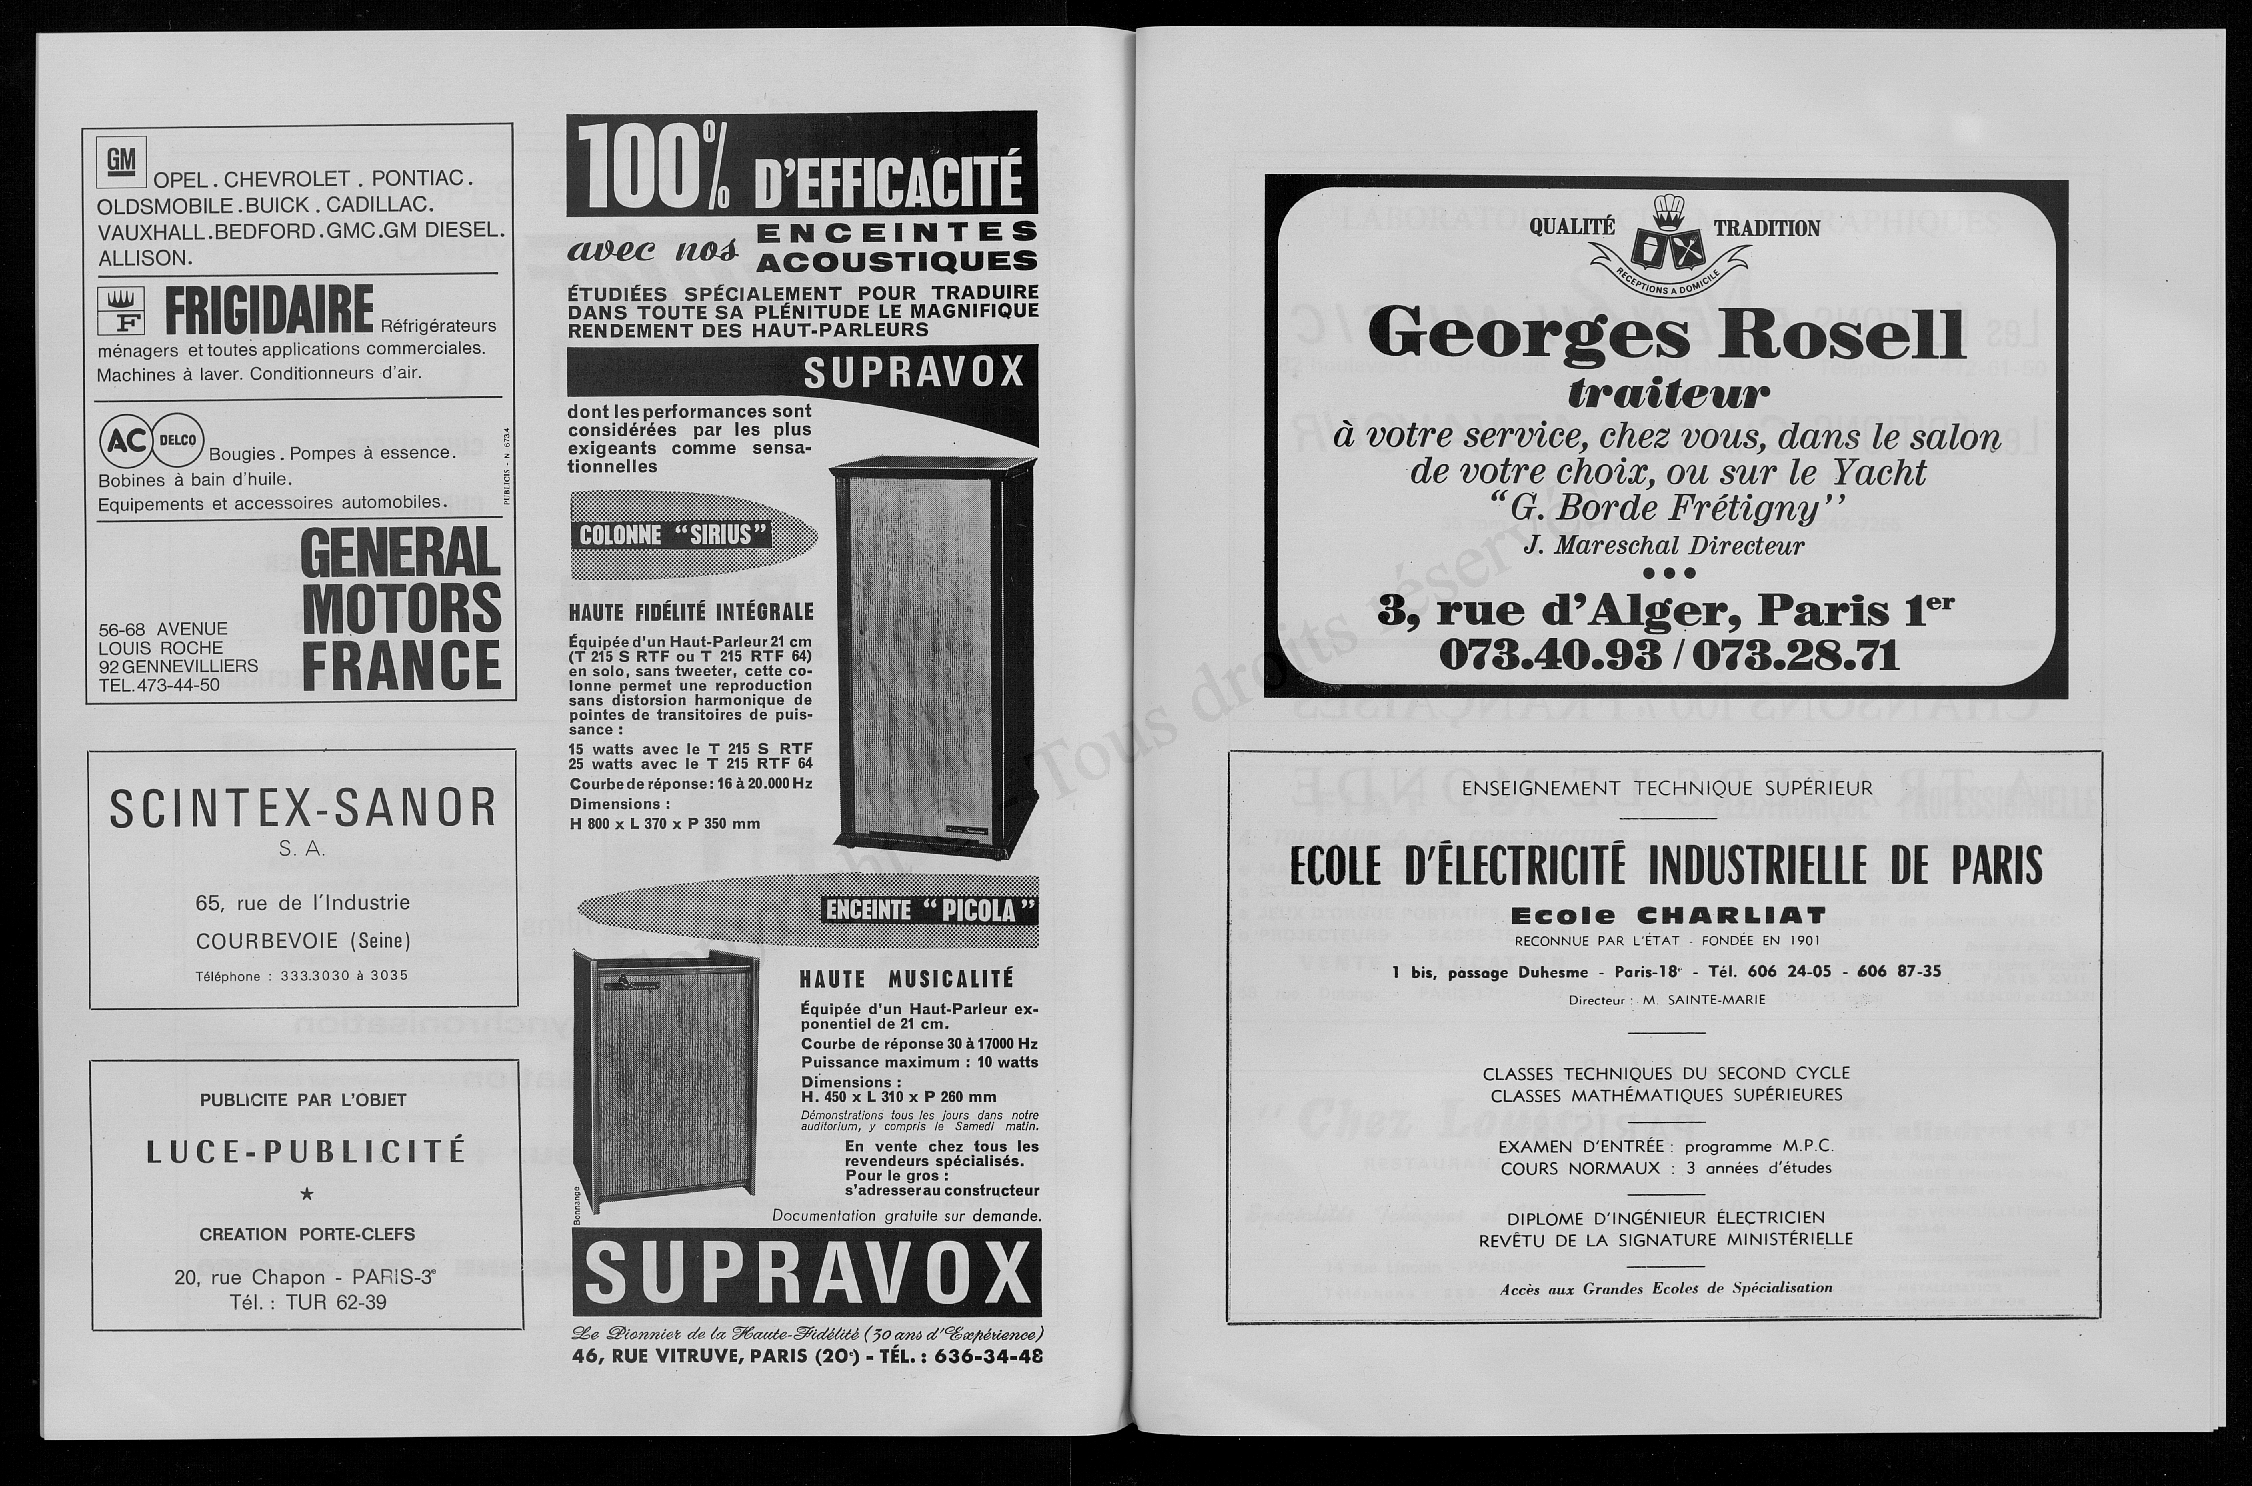 GM
OPEL . CHEVROLET . PONTIAC .
OLDSMOBILE . BUICK . CADILLAC.
VAUXHALL.BEDFORD.GMC.GM DIESEL.
ALLISON.
F FRIGIDAIRE Réfrigérateurs
ménagers et toutes applications commerciales.
Machines à laver. Conditionneurs d'air.
AC DELCO Bougies . Pompes à essence.
Bobines à bain d'huile.
Equipements et accessoires automobiles.
PUBLICIS - N 673.4
GENERAL
MOTORS
FRANCE
56-68 AVENUE
LOUIS ROCHE
92 GENNEVILLIERS
TEL.473-44-50
SCINTEX-SANOR
S. A.
65, rue de l'Industrie
COURBEVOIE (Seine)
Téléphone : 333.3030 à 3035
PUBLICITE PAR L'OBJET
LUCE-PUBLICITÉ
★
CREATION PORTE-CLEFS
20, rue Chapon - PARIS-3e
Tél. : TUR 62-39
100% D'EFFICACITÉ
avec nos ENCEINTES
ACOUSTIQUES
ÉTUDIÉES SPÉCIALEMENT POUR TRADUIRE
DANS TOUTE SA PLÉNITUDE LE MAGNIFIQUE
RENDEMENT DES HAUT-PARLEURS
SUPRAVOX
dont les performances sont
considérées par les plus
exigeants comme sensa-
tionnelles
COLONNE "SIRIUS"
HAUTE FIDÉLITÉ INTÉGRALE
Équipée d'un Haut-Parleur 21 cm
(T 215 S RTF ou T 215 RTF 64)
en solo, sans tweeter, cette co-
lonne permet une reproduction
sans distorsion harmonique de
pointes de transitoires de puis-
sance :
15 watts avec le T 215 S RTF
25 watts avec le T 215 RTF 64
Courbe de réponse : 16 à 20.000 Hz
Dimensions :
H 800 x L 370 x P 350 mm
ENCEINTE "PICOLA"
HAUTE MUSICALITÉ
Équipée d'un Haut-Parleur ex-
ponentiel de 21 cm.
Courbe de réponse 30 à 17000 Hz
Puissance maximum : 10 watts
Dimensions :
H. 450 x L 310 x P 260 mm
Démonstrations tous les jours dans notre
auditorium, y compris le Samedi matin.
En vente chez tous les
revendeurs spécialisés.
Pour le gros :
s'adresser au constructeur
Bonnange
Documentation gratuite sur demande.
SUPRAVOX
Le Pionnier de la Haute-Fidélité (30 ans d'Expérience)
46, RUE VITRUVE, PARIS (20e) - TÉL. : 636-34-48
QUALITÉ TRADITION
RECEPTIONS A DOMICILE
Georges Rosell
traiteur
à votre service, chez vous, dans le salon
de votre choix, ou sur le Yacht
"G. Borde Frétigny"
J. Mareschal Directeur
•••
3, rue d'Alger, Paris 1er
073.40.93 / 073.28.71
ENSEIGNEMENT TECHNIQUE SUPÉRIEUR
ECOLE D'ÉLECTRICITÉ INDUSTRIELLE DE PARIS
Ecole CHARLIAT
RECONNUE PAR L'ÉTAT - FONDÉE EN 1901
1 bis, passage Duhesme - Paris-18e - Tél. 606 24-05 - 606 87-35
Directeur : M. SAINTE-MARIE
CLASSES TECHNIQUES DU SECOND CYCLE
CLASSES MATHÉMATIQUES SUPÉRIEURES
EXAMEN D'ENTRÉE : programme M.P.C.
COURS NORMAUX : 3 années d'études
DIPLOME D'INGÉNIEUR ÉLECTRICIEN
REVÊTU DE LA SIGNATURE MINISTÉRIELLE
Accès aux Grandes Ecoles de Spécialisation
Tous droits réservés